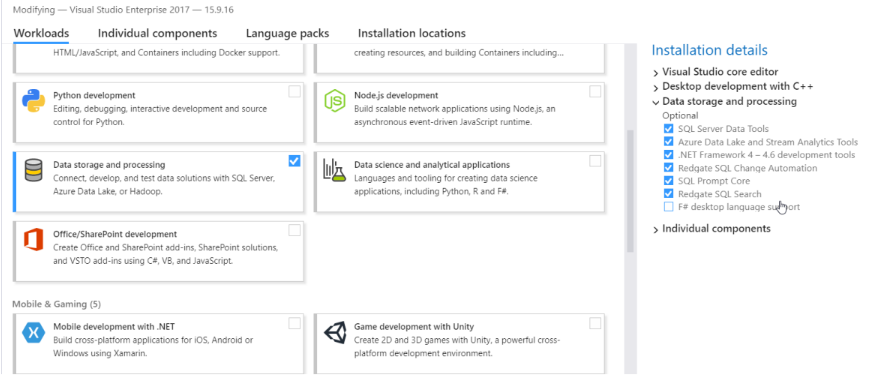 Modifying — Visual Studio Enterprise 2017 — 15.9.16
Workloads Individual components Language packs Installation locations
HTML/JavaScript, and Containers including Docker support.
creating resources, and building Containers including...
Python development
Editing, debugging, interactive development and source
control for Python.
Node.js development
Build scalable network applications using Node.js, an
asynchronous event-driven JavaScript runtime.
Data storage and processing
Connect, develop, and test data solutions with SQL Server,
Azure Data Lake, or Hadoop.
Data science and analytical applications
Languages and tooling for creating data science
applications, including Python, R and F#.
Office/SharePoint development
Create Office and SharePoint add-ins, SharePoint solutions,
and VSTO add-ins using C#, VB, and JavaScript.
Mobile & Gaming (5)
Mobile development with .NET
Build cross-platform applications for iOS, Android or
Windows using Xamarin.
Game development with Unity
Create 2D and 3D games with Unity, a powerful cross-
platform development environment.
Installation details
Visual Studio core editor
Desktop development with C++
Data storage and processing
Optional
SQL Server Data Tools
Azure Data Lake and Stream Analytics Tools
.NET Framework 4 – 4.6 development tools
Redgate SQL Change Automation
SQL Prompt Core
Redgate SQL Search
F# desktop language support
Individual components